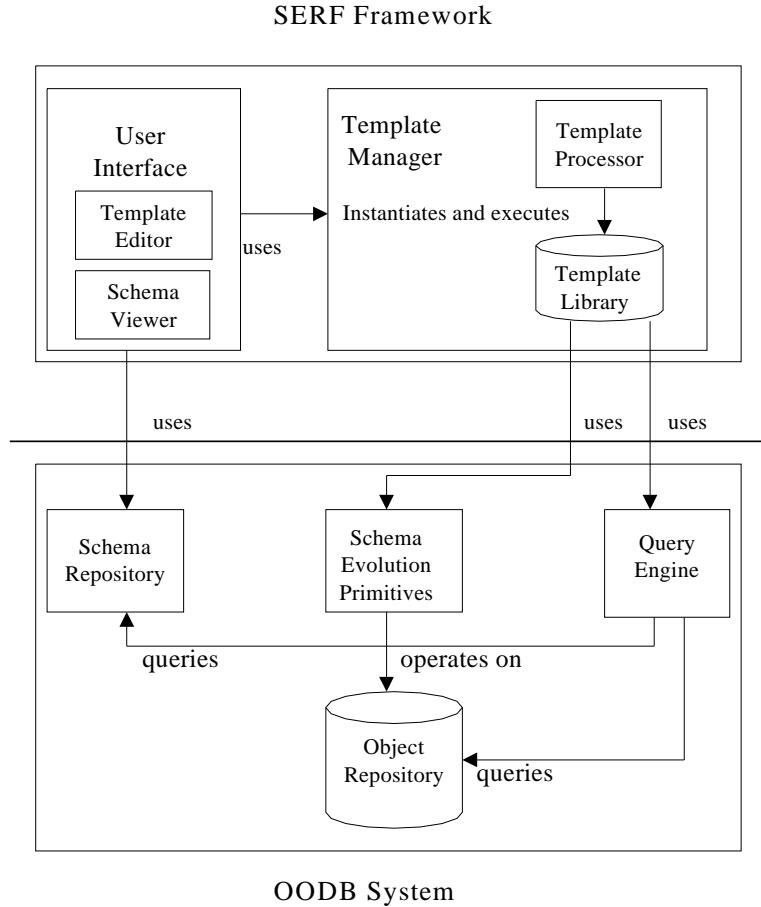 SERF Framework
User
Interface
Template
Editor
Schema
Viewer
uses
Template
Manager
Template
Processor
Instantiates and executes
Template
Library
uses
uses
uses
Schema
Repository
Schema
Evolution
Primitives
Query
Engine
queries
operates on
Object
Repository
queries
OODB System